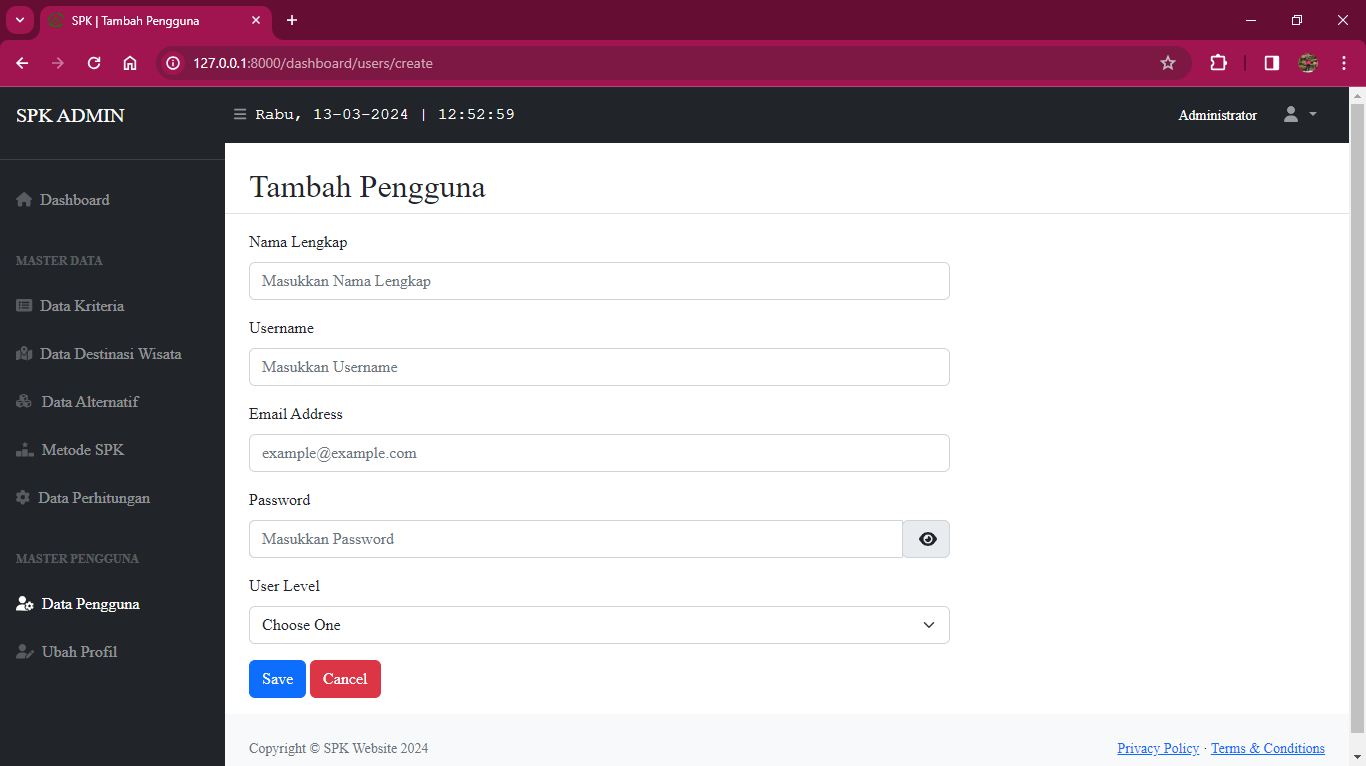 SPK | Tambah Pengguna
127.0.0.1:8000/dashboard/users/create
SPK ADMIN
Rabu, 13-03-2024 | 12:52:59
Administrator
Dashboard
MASTER DATA
Data Kriteria
Data Destinasi Wisata
Data Alternatif
Metode SPK
Data Perhitungan
MASTER PENGGUNA
Data Pengguna
Ubah Profil
Tambah Pengguna
Nama Lengkap
Masukkan Nama Lengkap
Username
Masukkan Username
Email Address
example@example.com
Password
Masukkan Password
User Level
Choose One
Save Cancel
Copyright © SPK Website 2024
Privacy Policy · Terms & Conditions